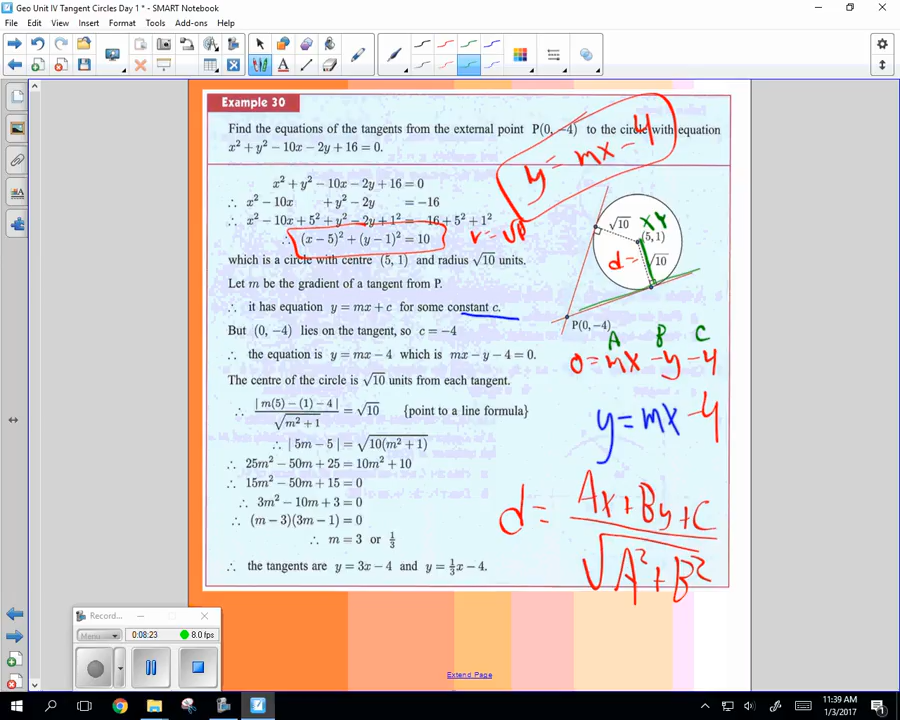 Geo Unit IV Tangent Circles Day 1 * - SMART Notebook
File Edit View Insert Format Tools Add-ons Help
Example 30
Find the equations of the tangents from the external point P(0, −4) to the circle with equation
x² + y² − 10x − 2y + 16 = 0.
y = mx − 4
x² + y² − 10x − 2y + 16 = 0
∴ x² − 10x + y² − 2y = −16
∴ x² − 10x + 5² + y² − 2y + 1² = −16 + 5² + 1²
∴ (x − 5)² + (y − 1)² = 10
which is a circle with centre (5, 1) and radius √10 units.
Let m be the gradient of a tangent from P.
∴ it has equation y = mx + c for some constant c.
But (0, −4) lies on the tangent, so c = −4
∴ the equation is y = mx − 4 which is mx − y − 4 = 0.
The centre of the circle is √10 units from each tangent.
∴ | m(5) − (1) − 4 | / √m² + 1 = √10 {point to a line formula}
∴ | 5m − 5 | = √10(m² + 1)
∴ 25m² − 50m + 25 = 10m² + 10
∴ 15m² − 50m + 15 = 0
∴ 3m² − 10m + 3 = 0
∴ (m − 3)(3m − 1) = 0
∴ m = 3 or 1/3
∴ the tangents are y = 3x − 4 and y = 1/3x − 4.
√10
X Y
(5, 1)
d =
√10
P(0, −4)
A B C
0 = mx − y − 4
y = mx − 4
d = Ax + By + C / √A² + B²
Record...
Menu
0:08:23
8.0 fps
Extend Page
11:39 AM
1/3/2017